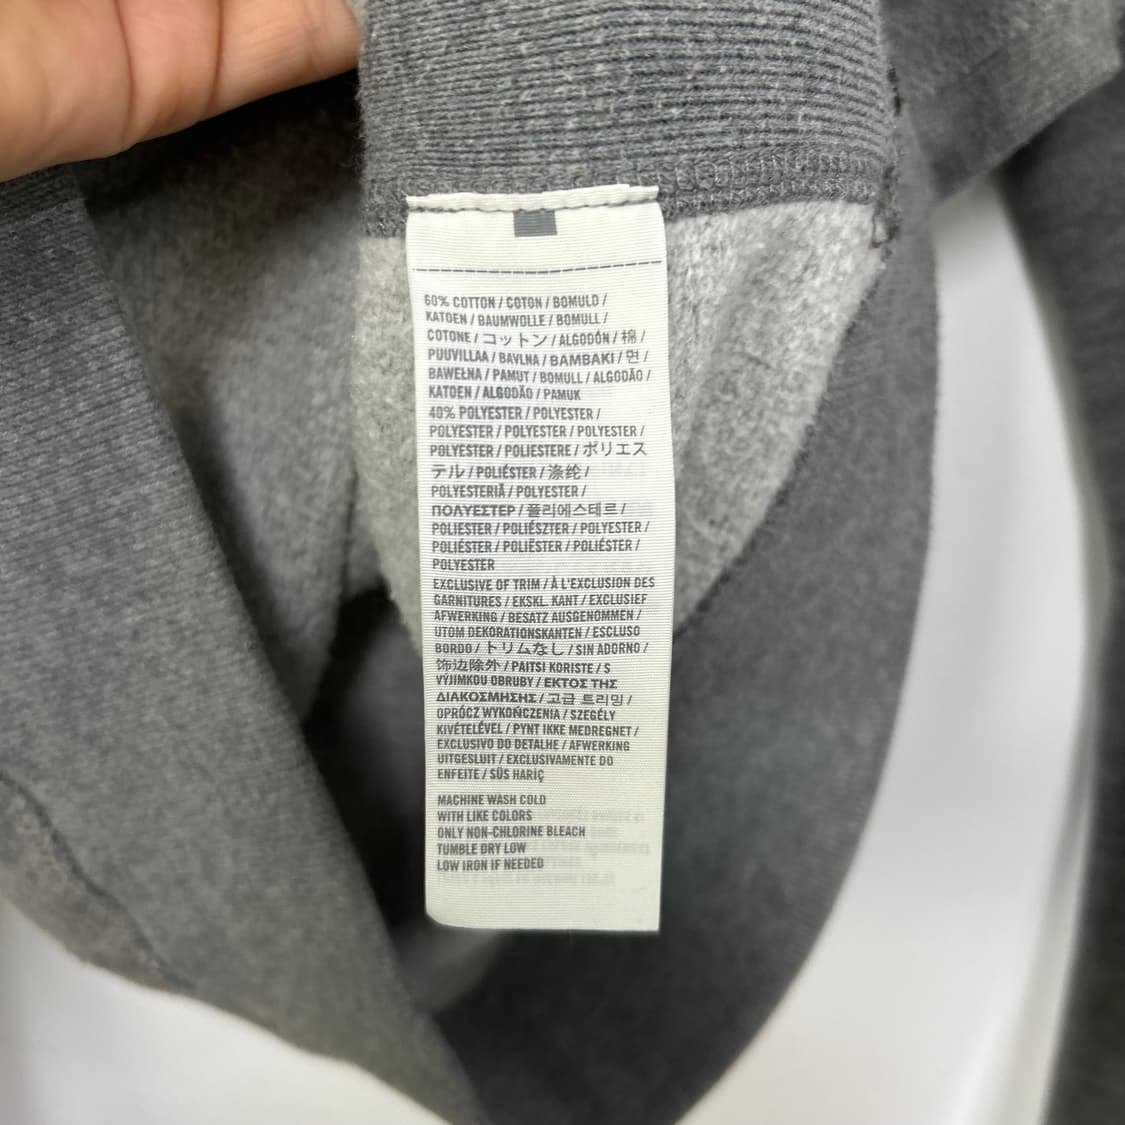 60% COTTON / COTON / BOMULD /
KATOEN / BAUMWOLLE / BOMULL /
COTONE / コットン / ALGODÓN / 棉 /
PUUVILLAA / BAVLNA / BAMBAKI / 면 /
BAWEŁNA / PAMUT / BOMULL / ALGODÃO /
KATOEN / ALGODÃO / PAMUK
40% POLYESTER / POLYESTER /
POLYESTER / POLYESTER / POLYESTER /
POLYESTER / POLIESTERE / ポリエス
テル / POLIÉSTER / 涤纶 /
POLYESTERIÄ / POLYESTER /
ΠΟΛΥΕΣΤΕΡ / 폴리에스테르 /
POLIESTER / POLIÉSZTER / POLYESTER /
POLIÉSTER / POLIËSTER / POLIÉSTER /
POLYESTER
EXCLUSIVE OF TRIM / À L'EXCLUSION DES
GARNITURES / EKSKL. KANT / EXCLUSIEF
AFWERKING / BESATZ AUSGENOMMEN /
UTOM DEKORATIONSKANTEN / ESCLUSO
BORDO / トリムなし / SIN ADORNO /
饰边除外 / PAITSI KORISTE / S
VÝJIMKOU OBRUBY / ΕΚΤΟΣ ΤΗΣ
ΔΙΑΚΟΣΜΗΣΗΣ / 고급 트리밍 /
OPRÓCZ WYKOŃCZENIA / SZEGÉLY
KIVÉTELÉVEL / PYNT IKKE MEDREGNET /
EXCLUSIVO DO DETALHE / AFWERKING
UITGESLUIT / EXCLUSIVAMENTE DO
ENFEITE / SÜS HARİÇ
MACHINE WASH COLD
WITH LIKE COLORS
ONLY NON-CHLORINE BLEACH
TUMBLE DRY LOW
LOW IRON IF NEEDED